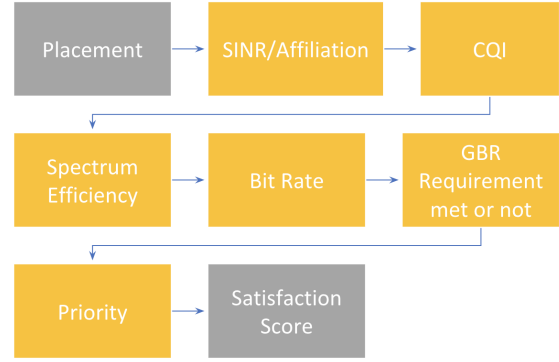 Placement
SINR/Affiliation
CQI
Spectrum
Efficiency
Bit Rate
GBR
Requirement
met or not
Priority
Satisfaction
Score